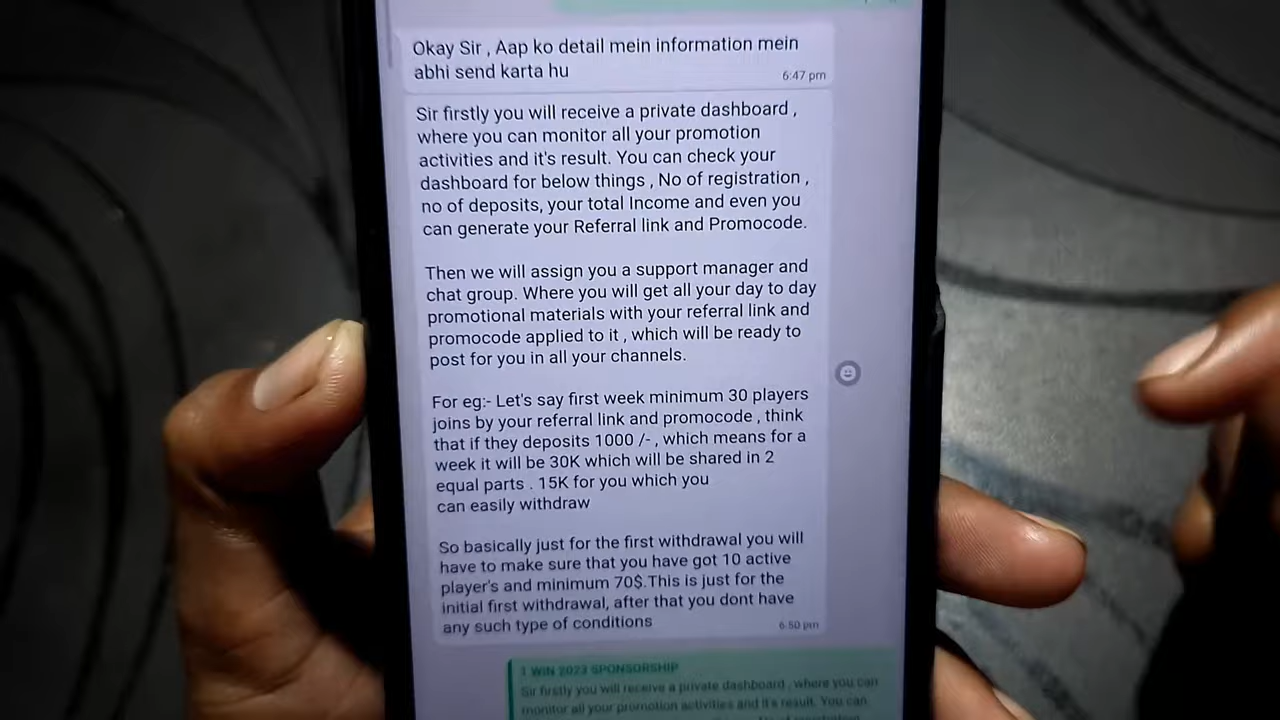 Okay Sir , Aap ko detail mein information mein
abhi send karta hu
6:47 pm
Sir firstly you will receive a private dashboard ,
where you can monitor all your promotion
activities and it's result. You can check your
dashboard for below things , No of registration ,
no of deposits, your total Income and even you
can generate your Referral link and Promocode.
Then we will assign you a support manager and
chat group. Where you will get all your day to day
promotional materials with your referral link and
promocode applied to it , which will be ready to
post for you in all your channels.
For eg:- Let's say first week minimum 30 players
joins by your referral link and promocode , think
that if they deposits 1000 /- , which means for a
week it will be 30K which will be shared in 2
equal parts . 15K for you which you
can easily withdraw
So basically just for the first withdrawal you will
have to make sure that you have got 10 active
player's and minimum 70$.This is just for the
initial first withdrawal, after that you dont have
any such type of conditions
6:50 pm
1 WIN 2023 SPONSORSHIP
Sir firstly you will receive a private dashboard , where you can
monitor all your promotion activities and it's result. You can